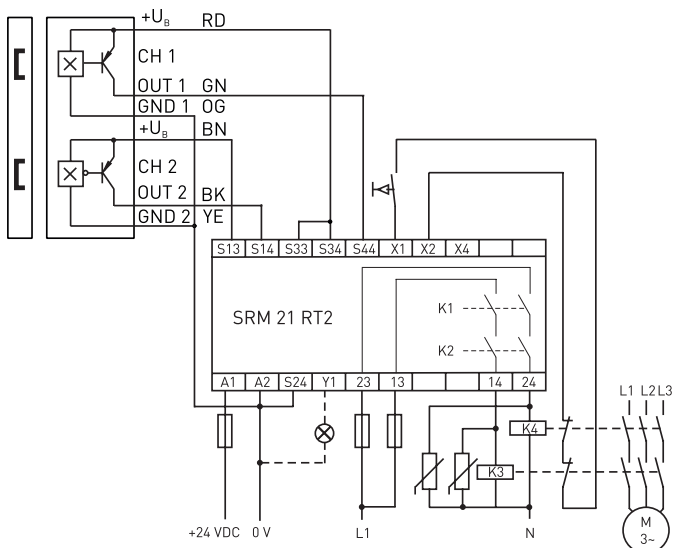 +UB RD
CH 1
OUT 1 GN
GND 1 OG
+UB BN
CH 2
OUT 2 BK
GND 2 YE
S13 S14 S33 S34 S44 X1 X2 X4
SRM 21 RT2
K1
K2
A1 A2 S24 Y1 23 13 14 24
L1 L2 L3
K4
K3
+24 VDC 0 V L1 N
M
3~